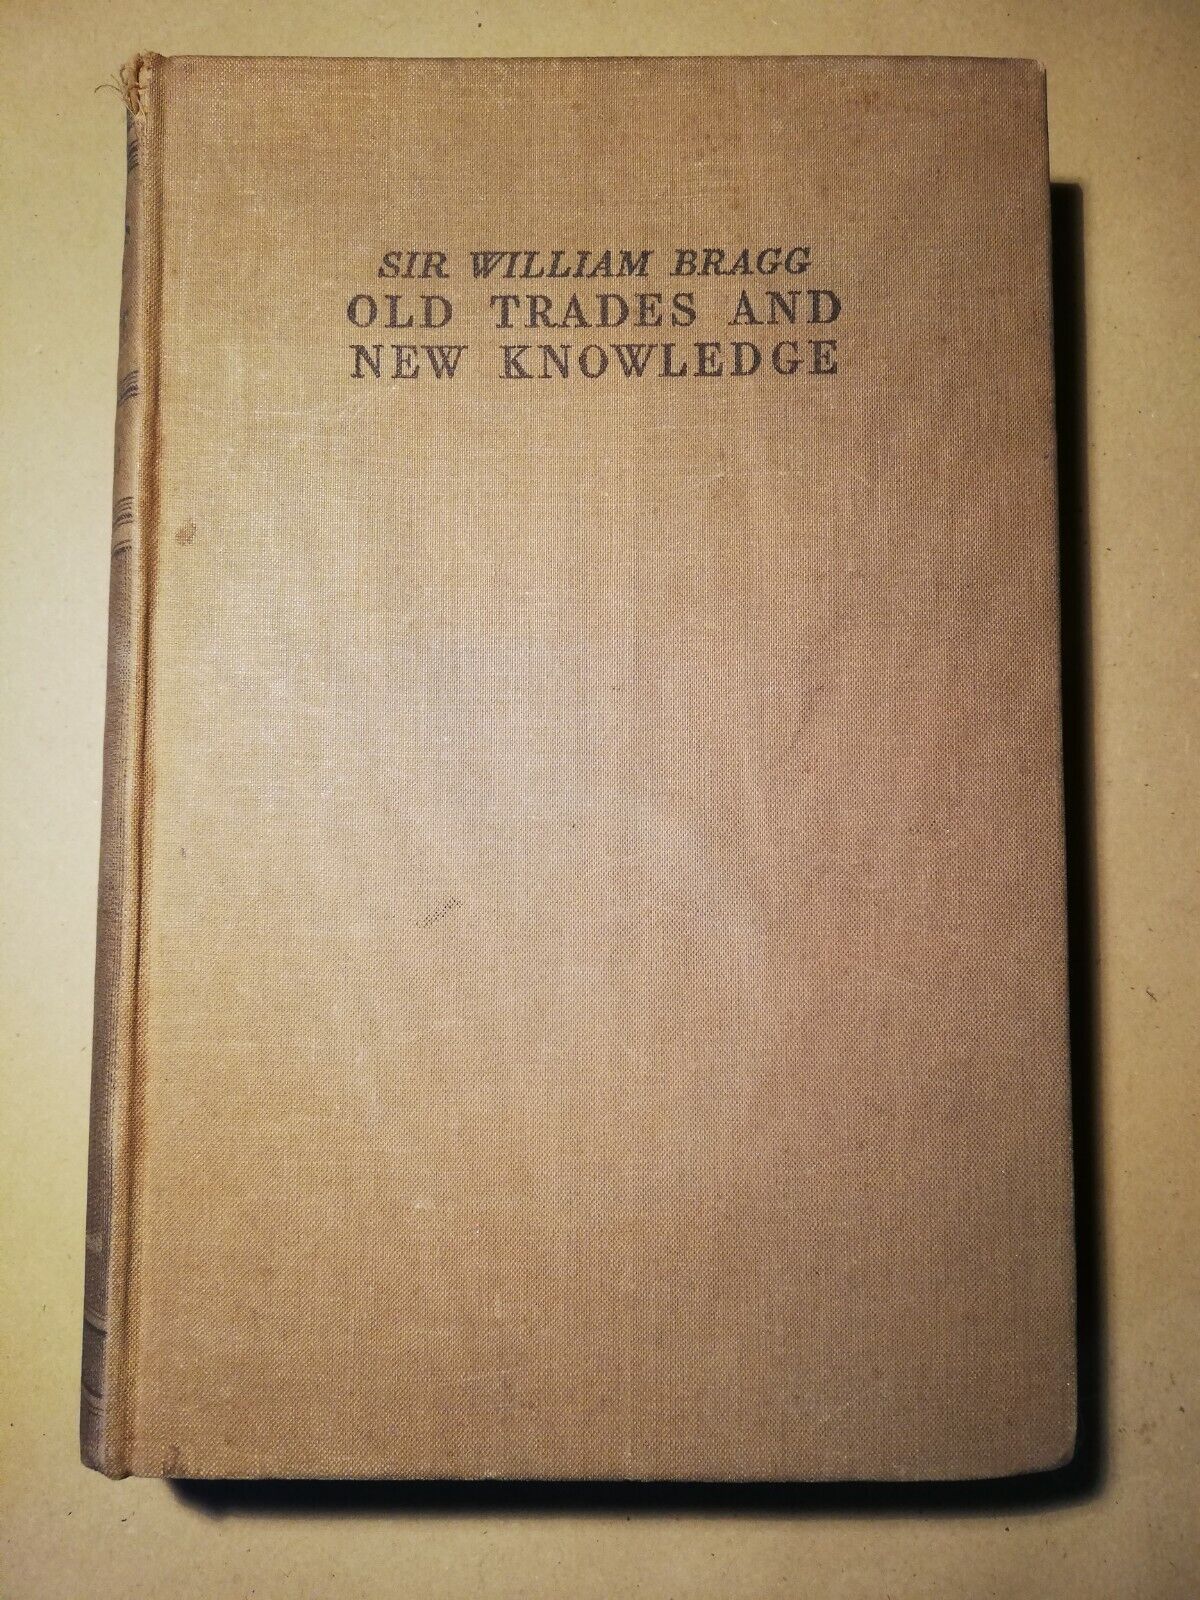 SIR WILLIAM BRAGG
OLD TRADES AND
NEW KNOWLEDGE